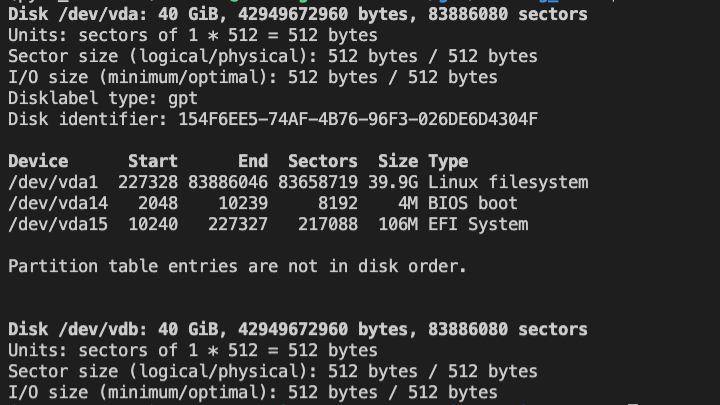 Disk /dev/vda: 40 GiB, 42949672960 bytes, 83886080 sectors
Units: sectors of 1 * 512 = 512 bytes
Sector size (logical/physical): 512 bytes / 512 bytes
I/O size (minimum/optimal): 512 bytes / 512 bytes
Disklabel type: gpt
Disk identifier: 154F6EE5-74AF-4B76-96F3-026DE6D4304F
Device Start End Sectors Size Type
/dev/vda1 227328 83886046 83658719 39.9G Linux filesystem
/dev/vda14 2048 10239 8192 4M BIOS boot
/dev/vda15 10240 227327 217088 106M EFI System
Partition table entries are not in disk order.
Disk /dev/vdb: 40 GiB, 42949672960 bytes, 83886080 sectors
Units: sectors of 1 * 512 = 512 bytes
Sector size (logical/physical): 512 bytes / 512 bytes
I/O size (minimum/optimal): 512 bytes / 512 bytes